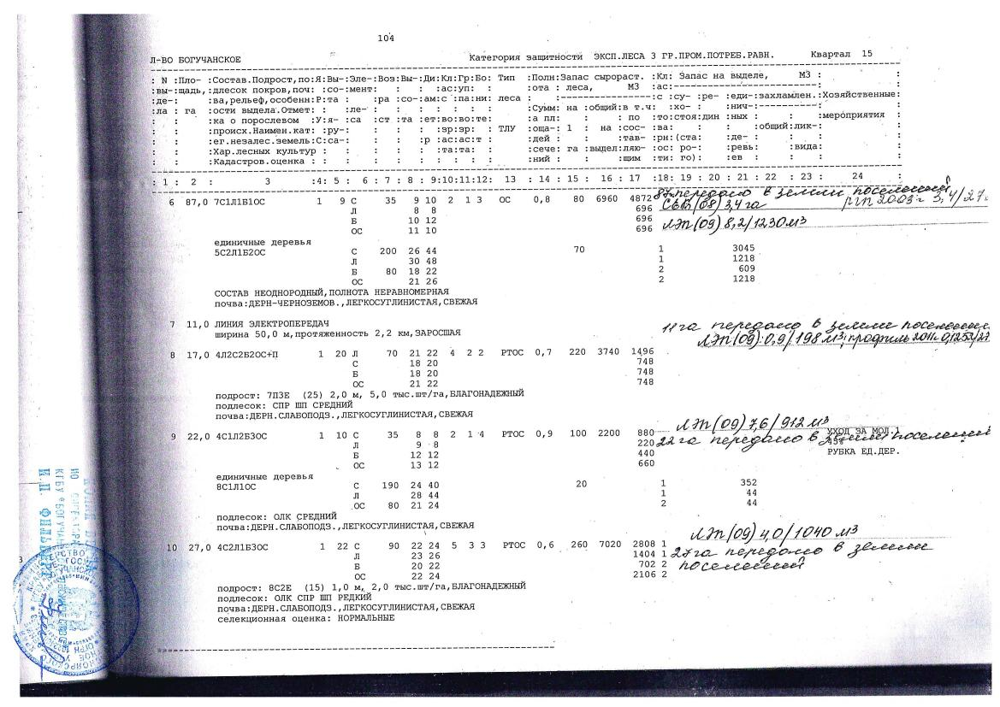 104
Л-ВО БОГУЧАНСКОЕ Категория защитности ЭКСП.ЛЕСА 3 ГР.ПРОМ.ПОТРЕБ.РАВН. Квартал 15
: N :Пло- :Состав.Подрост,по:Я:Вы-:Эле-:Воз:Вы-:Ди:Кл:Гр:Бо: Тип :Полн:Запас сырораст. :Кл: Запас на выделе, М3 :
:вы-:щадь,:длесок покров,поч: :со-:мент: : : :ас:уп: : :ота : леса, М3 :ас:
:де-: :ва,рельеф,особенн:Р:та : :ра :со-:ам:с :па:ни: леса : : :с :су- :ре- :еди-:захламлен.:Хозяйственные:
:ла : га :ости выдела.Отмет: : :ле- : : : : : : : :Сумм: на :общий:в т.ч: :хо- : :нич-:
: : :ка о порослевом :У:я- :са :ст :та :ет:во:во:те: :а пл: : : по :то:стоя:дин :ных : : :мероприятия
: : :происх.Наимен.кат: :ру-: : : : :зр:зр: : ТЛУ :оща-: 1 : на :сос- :ва: : : :общий:лик-:
: : :ег.незалес.земель:С:са-: : : :р :ас:ас:т : :дей : : :тав- :рн:(ста: :де- : : :
: : :Хар.лесных культур : : : : : :та:та: : :сече: га :выдел:ляю- :ос: ро-: :ревь: :вида:
: : :Кадастров.оценка : : : : : : : : : : :ний : : : щим :ти: го): :ев : : :
: 1 : 2 : 3 :4: 5 : 6 : 7 : 8 : 9 :10:11:12: 13 : 14 : 15 : 16 : 17 :18: 19 : 20 : 21 : 22 : 23 : 24 :
6 87,0 7С1Л1Б1ОС 1 9 С 35 9 10 2 1 3 ОС 0,8 80 6960 4872 87 передано в земли поселений
Л 8 8 696 СБВ/08) 3,4 га
Б 10 12 696
ОС 11 10 696 ЛЭП(09) 8,2/1230 м3
единичные деревья
5С2Л1Б2ОС С 200 26 44 70 1 3045
Л 30 48 1 1218
Б 80 18 22 2 609
ОС 21 26 2 1218
СОСТАВ НЕОДНОРОДНЫЙ,ПОЛНОТА НЕРАВНОМЕРНАЯ
почва:ДЕРН-ЧЕРНОЗЕМОВ.,ЛЕГКОСУГЛИНИСТАЯ,СВЕЖАЯ
7 11,0 ЛИНИЯ ЭЛЕКТРОПЕРЕДАЧ 11 га передано в земли поселений
ширина 50,0 м,протяженность 2,2 км,ЗАРОСШАЯ
ЛЭП(09) 0,9/198 м3;
8 17,0 4Л2С2Б2ОС+П 1 20 Л 70 21 22 4 2 2 РТОС 0,7 220 3740 1496
С 18 20 748
Б 18 20 748
ОС 21 22 748
подрост: 7П3Е (25) 2,0 м, 5,0 тыс.шт/га,БЛАГОНАДЕЖНЫЙ
подлесок: СПР ШП СРЕДНИЙ
почва:ДЕРН.СЛАБОПОДЗ.,ЛЕГКОСУГЛИНИСТАЯ,СВЕЖАЯ
ЛЭП(09) 7,6/912 м3
9 22,0 4С1Л2Б3ОС 1 10 С 35 8 8 2 1 4 РТОС 0,9 100 2200 880 УХОД ЗА МОЛ.1
Л 9 8 220 22 га передано в земли поселений 45%
Б 12 12 440 РУБКА ЕД.ДЕР.
ОС 13 12 660
единичные деревья
8С1Л1ОС С 190 24 40 20 1 352
Л 28 44 1 44
ОС 80 21 24 2 44
подлесок: ОЛК СРЕДНИЙ
почва:ДЕРН.СЛАБОПОДЗ.,ЛЕГКОСУГЛИНИСТАЯ,СВЕЖАЯ
ЛЭП(09) 4,0/1040 м3
10 27,0 4С2Л1Б3ОС 1 22 С 90 22 24 5 3 3 РТОС 0,6 260 7020 2808 1
Л 23 26 1404 1 27 га передано в земли
Б 20 22 702 2 поселений
ОС 22 24 2106 2
подрост: 8С2Е (15) 1,0 м, 2,0 тыс.шт/га,БЛАГОНАДЕЖНЫЙ
подлесок: ОЛК СПР ШП РЕДКИЙ
почва:ДЕРН.СЛАБОПОДЗ.,ЛЕГКОСУГЛИНИСТАЯ,СВЕЖАЯ
селекционная оценка: НОРМАЛЬНЫЕ